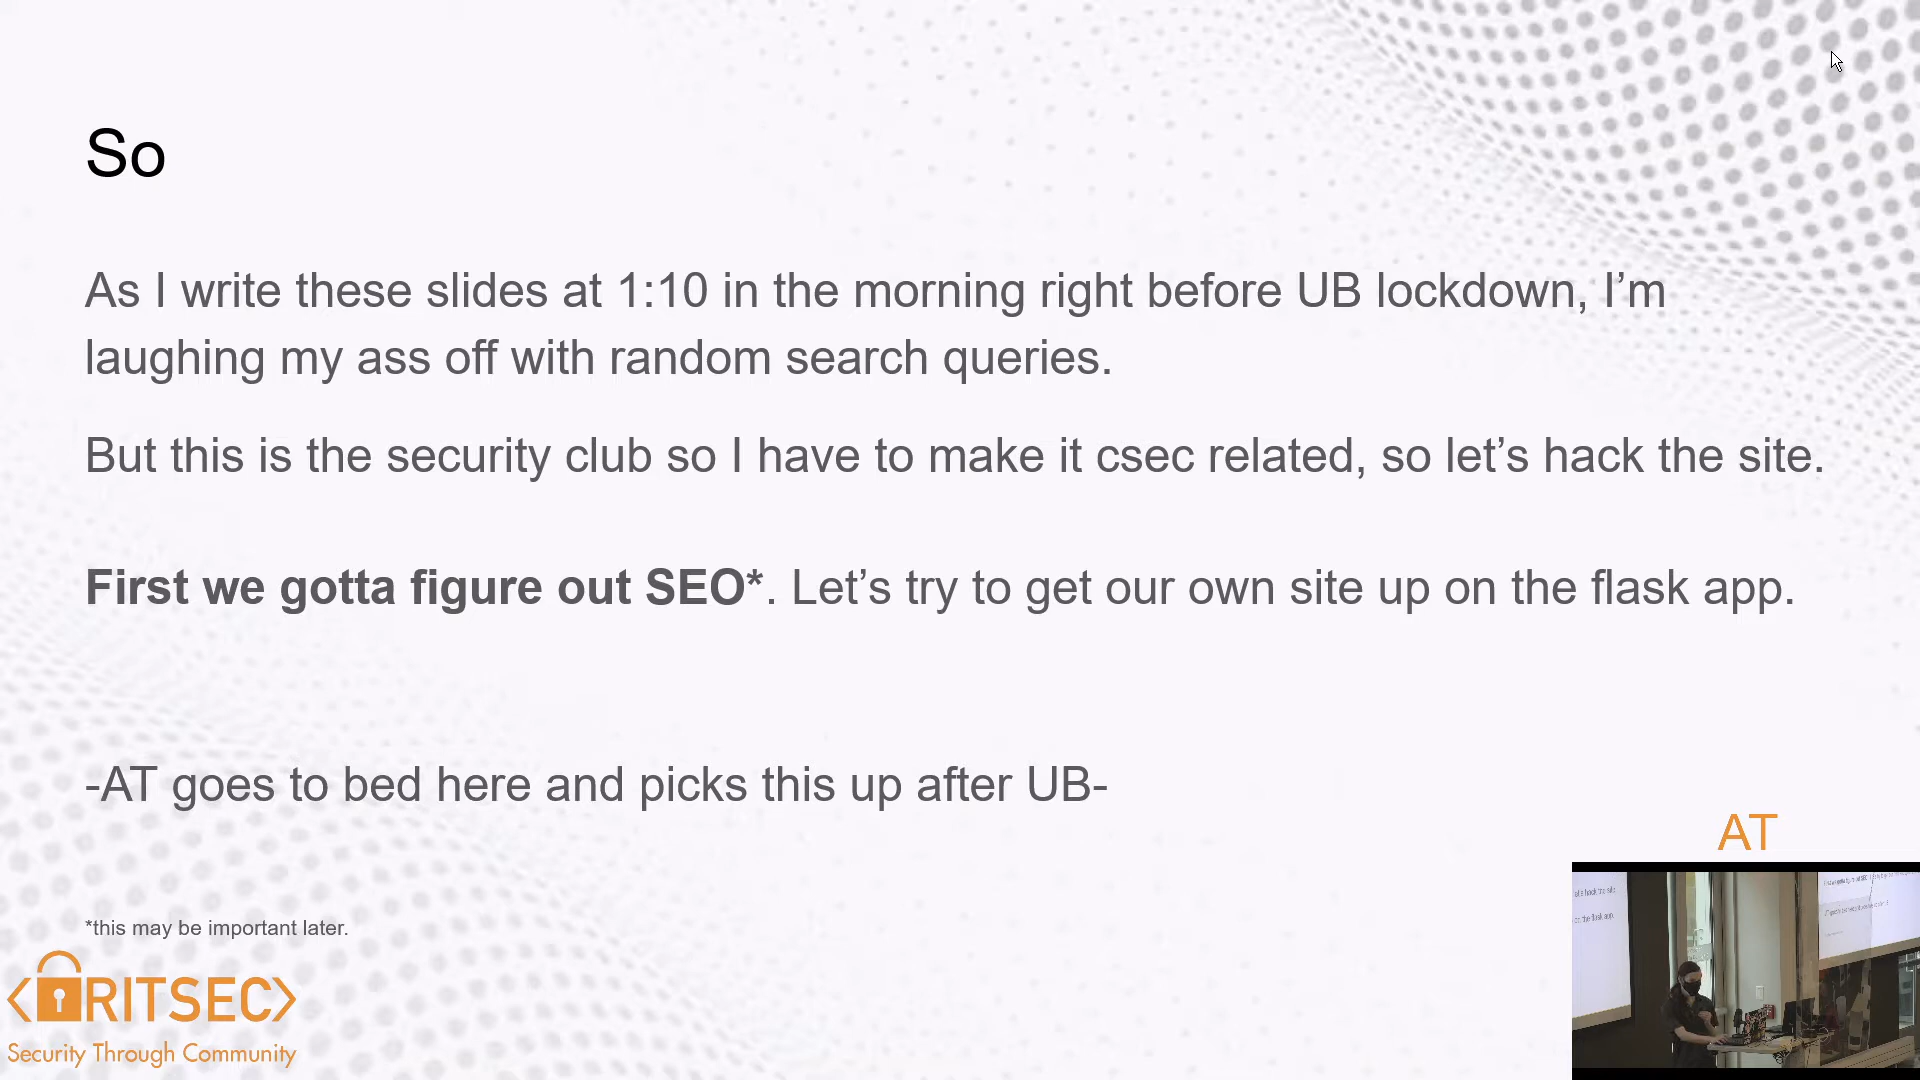 So
As I write these slides at 1:10 in the morning right before UB lockdown, I’m
laughing my ass off with random search queries.
But this is the security club so I have to make it csec related, so let’s hack the site.
First we gotta figure out SEO*. Let’s try to get our own site up on the flask app.
-AT goes to bed here and picks this up after UB-
AT
*this may be important later.
<RITSEC>
Security Through Community